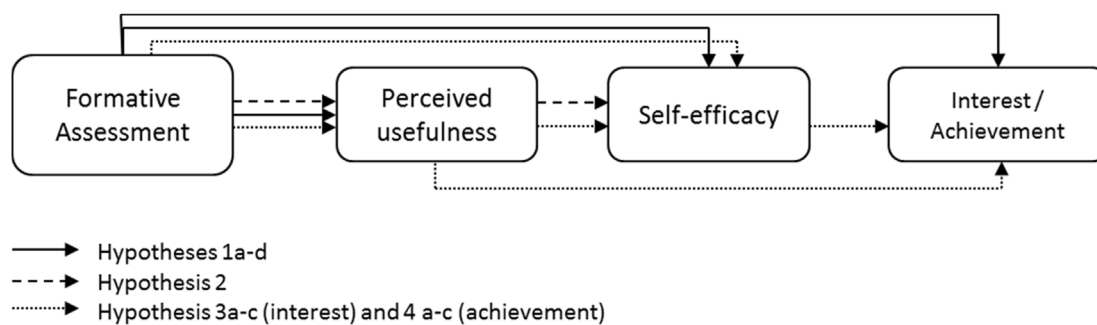 Formative
Assessment
Perceived
usefulness
Self-efficacy
Interest /
Achievement
Hypotheses 1a-d
Hypothesis 2
Hypothesis 3a-c (interest) and 4 a-c (achievement)